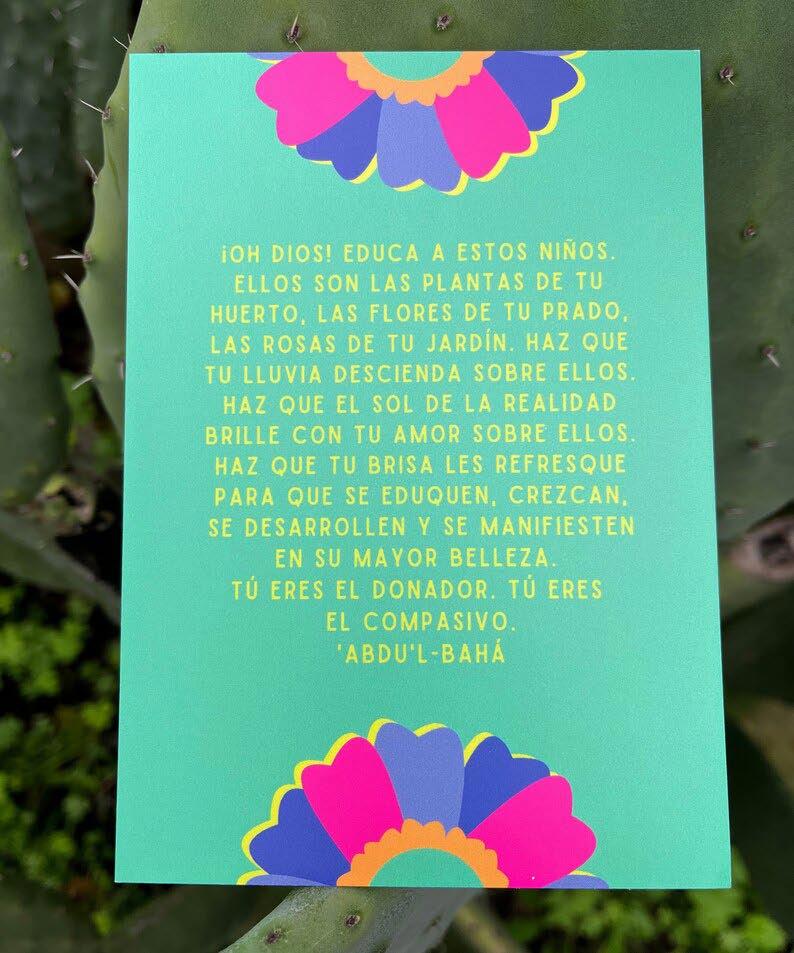 ¡OH DIOS! EDUCA A ESTOS NIÑOS.
ELLOS SON LAS PLANTAS DE TU
HUERTO, LAS FLORES DE TU PRADO,
LAS ROSAS DE TU JARDÍN. HAZ QUE
TU LLUVIA DESCIENDA SOBRE ELLOS.
HAZ QUE EL SOL DE LA REALIDAD
BRILLE CON TU AMOR SOBRE ELLOS.
HAZ QUE TU BRISA LES REFRESQUE
PARA QUE SE EDUQUEN, CREZCAN,
SE DESARROLLEN Y SE MANIFIESTEN
EN SU MAYOR BELLEZA.
TÚ ERES EL DONADOR. TÚ ERES
EL COMPASIVO.
'ABDU'L-BAHÁ